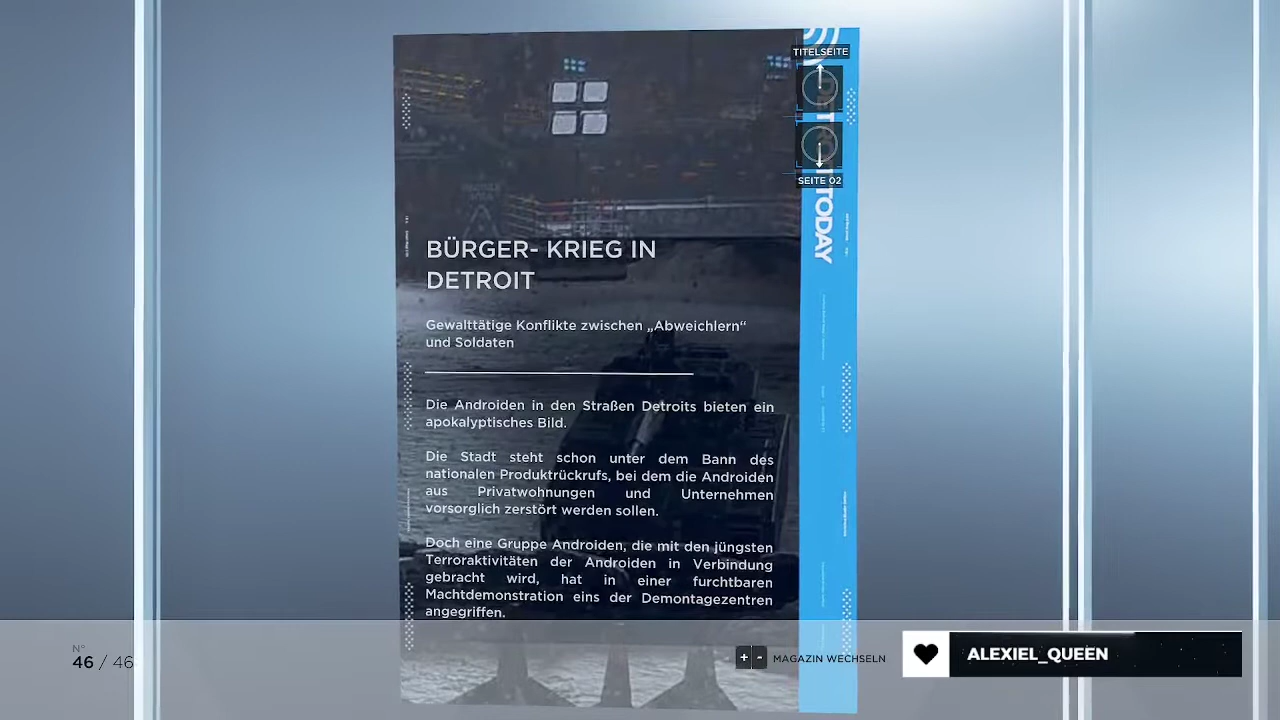 TITELSEITE
SEITE 02
TODAY
BÜRGER- KRIEG IN
DETROIT
Gewalttätige Konflikte zwischen „Abweichlern“
und Soldaten
Die Androiden in den Straßen Detroits bieten ein
apokalyptisches Bild.
Die Stadt steht schon unter dem Bann des
nationalen Produktrückrufs, bei dem die Androiden
aus Privatwohnungen und Unternehmen
vorsorglich zerstört werden sollen.
Doch eine Gruppe Androiden, die mit den jüngsten
Terroraktivitäten der Androiden in Verbindung
gebracht wird, hat in einer furchtbaren
Machtdemonstration eins der Demontagezentren
angegriffen.
N°
46 / 46
+ - MAGAZIN WECHSELN
ALEXIEL_QUEEN